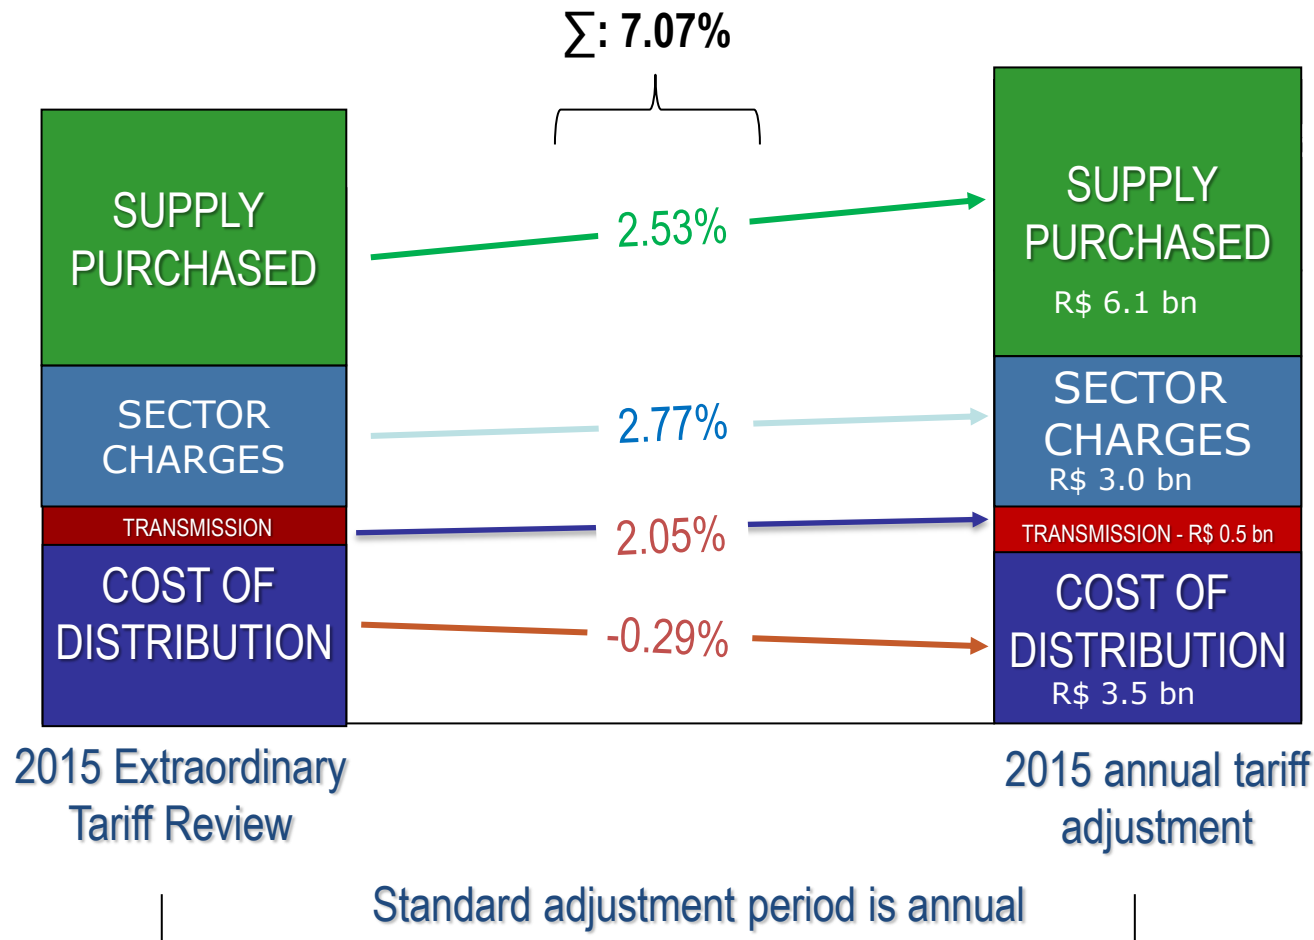 ∑: 7.07%
SUPPLY
PURCHASED
SECTOR
CHARGES
TRANSMISSION
COST OF
DISTRIBUTION
2015 Extraordinary
Tariff Review
2.53%
2.77%
2.05%
-0.29%
SUPPLY
PURCHASED
R$ 6.1 bn
SECTOR
CHARGES
R$ 3.0 bn
TRANSMISSION - R$ 0.5 bn
COST OF
DISTRIBUTION
R$ 3.5 bn
2015 annual tariff
adjustment
Standard adjustment period is annual